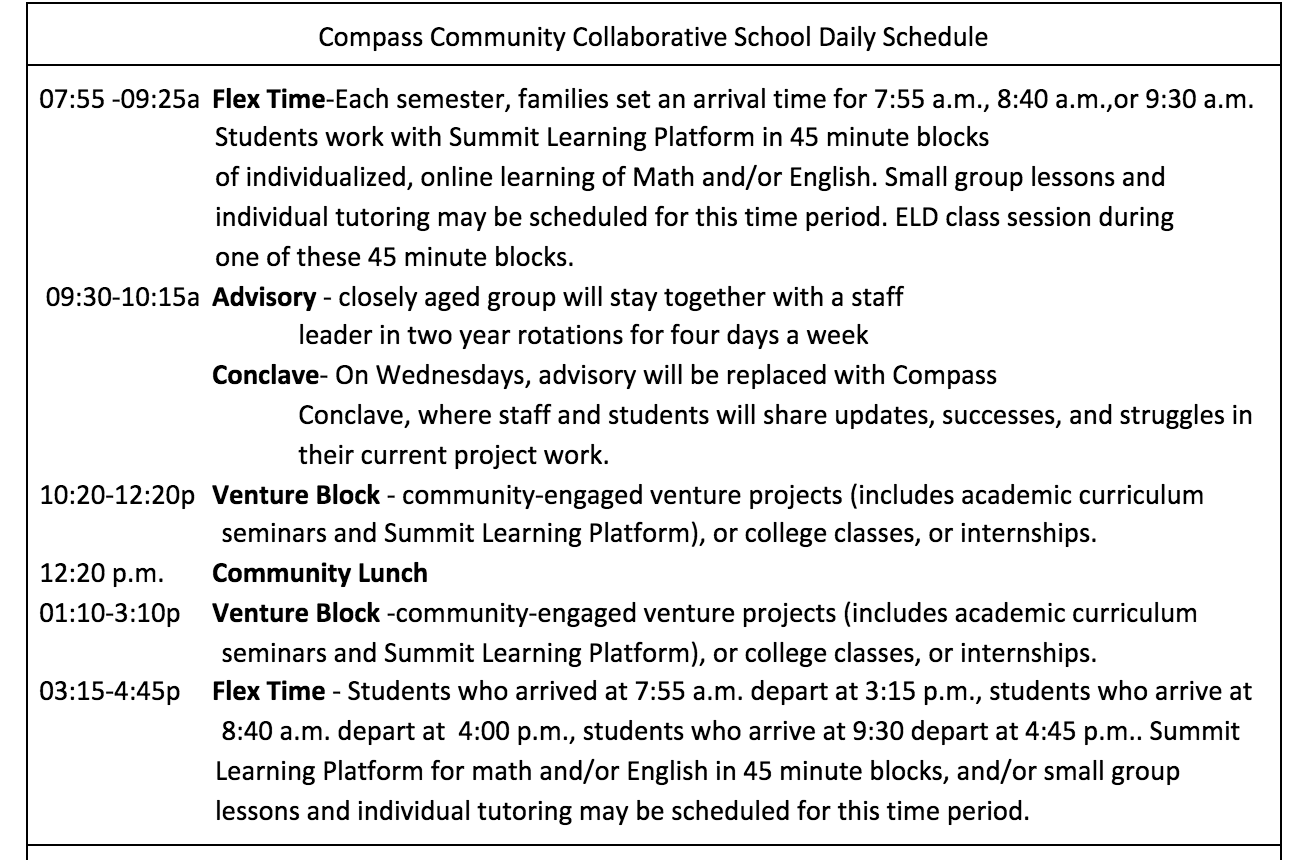 Compass Community Collaborative School Daily Schedule
07:55 -09:25a Flex Time-Each semester, families set an arrival time for 7:55 a.m., 8:40 a.m.,or 9:30 a.m.
Students work with Summit Learning Platform in 45 minute blocks
of individualized, online learning of Math and/or English. Small group lessons and
individual tutoring may be scheduled for this time period. ELD class session during
one of these 45 minute blocks.
09:30-10:15a Advisory - closely aged group will stay together with a staff
leader in two year rotations for four days a week
Conclave- On Wednesdays, advisory will be replaced with Compass
Conclave, where staff and students will share updates, successes, and struggles in
their current project work.
10:20-12:20p Venture Block - community-engaged venture projects (includes academic curriculum
seminars and Summit Learning Platform), or college classes, or internships.
12:20 p.m. Community Lunch
01:10-3:10p Venture Block -community-engaged venture projects (includes academic curriculum
seminars and Summit Learning Platform), or college classes, or internships.
03:15-4:45p Flex Time - Students who arrived at 7:55 a.m. depart at 3:15 p.m., students who arrive at
8:40 a.m. depart at 4:00 p.m., students who arrive at 9:30 depart at 4:45 p.m.. Summit
Learning Platform for math and/or English in 45 minute blocks, and/or small group
lessons and individual tutoring may be scheduled for this time period.